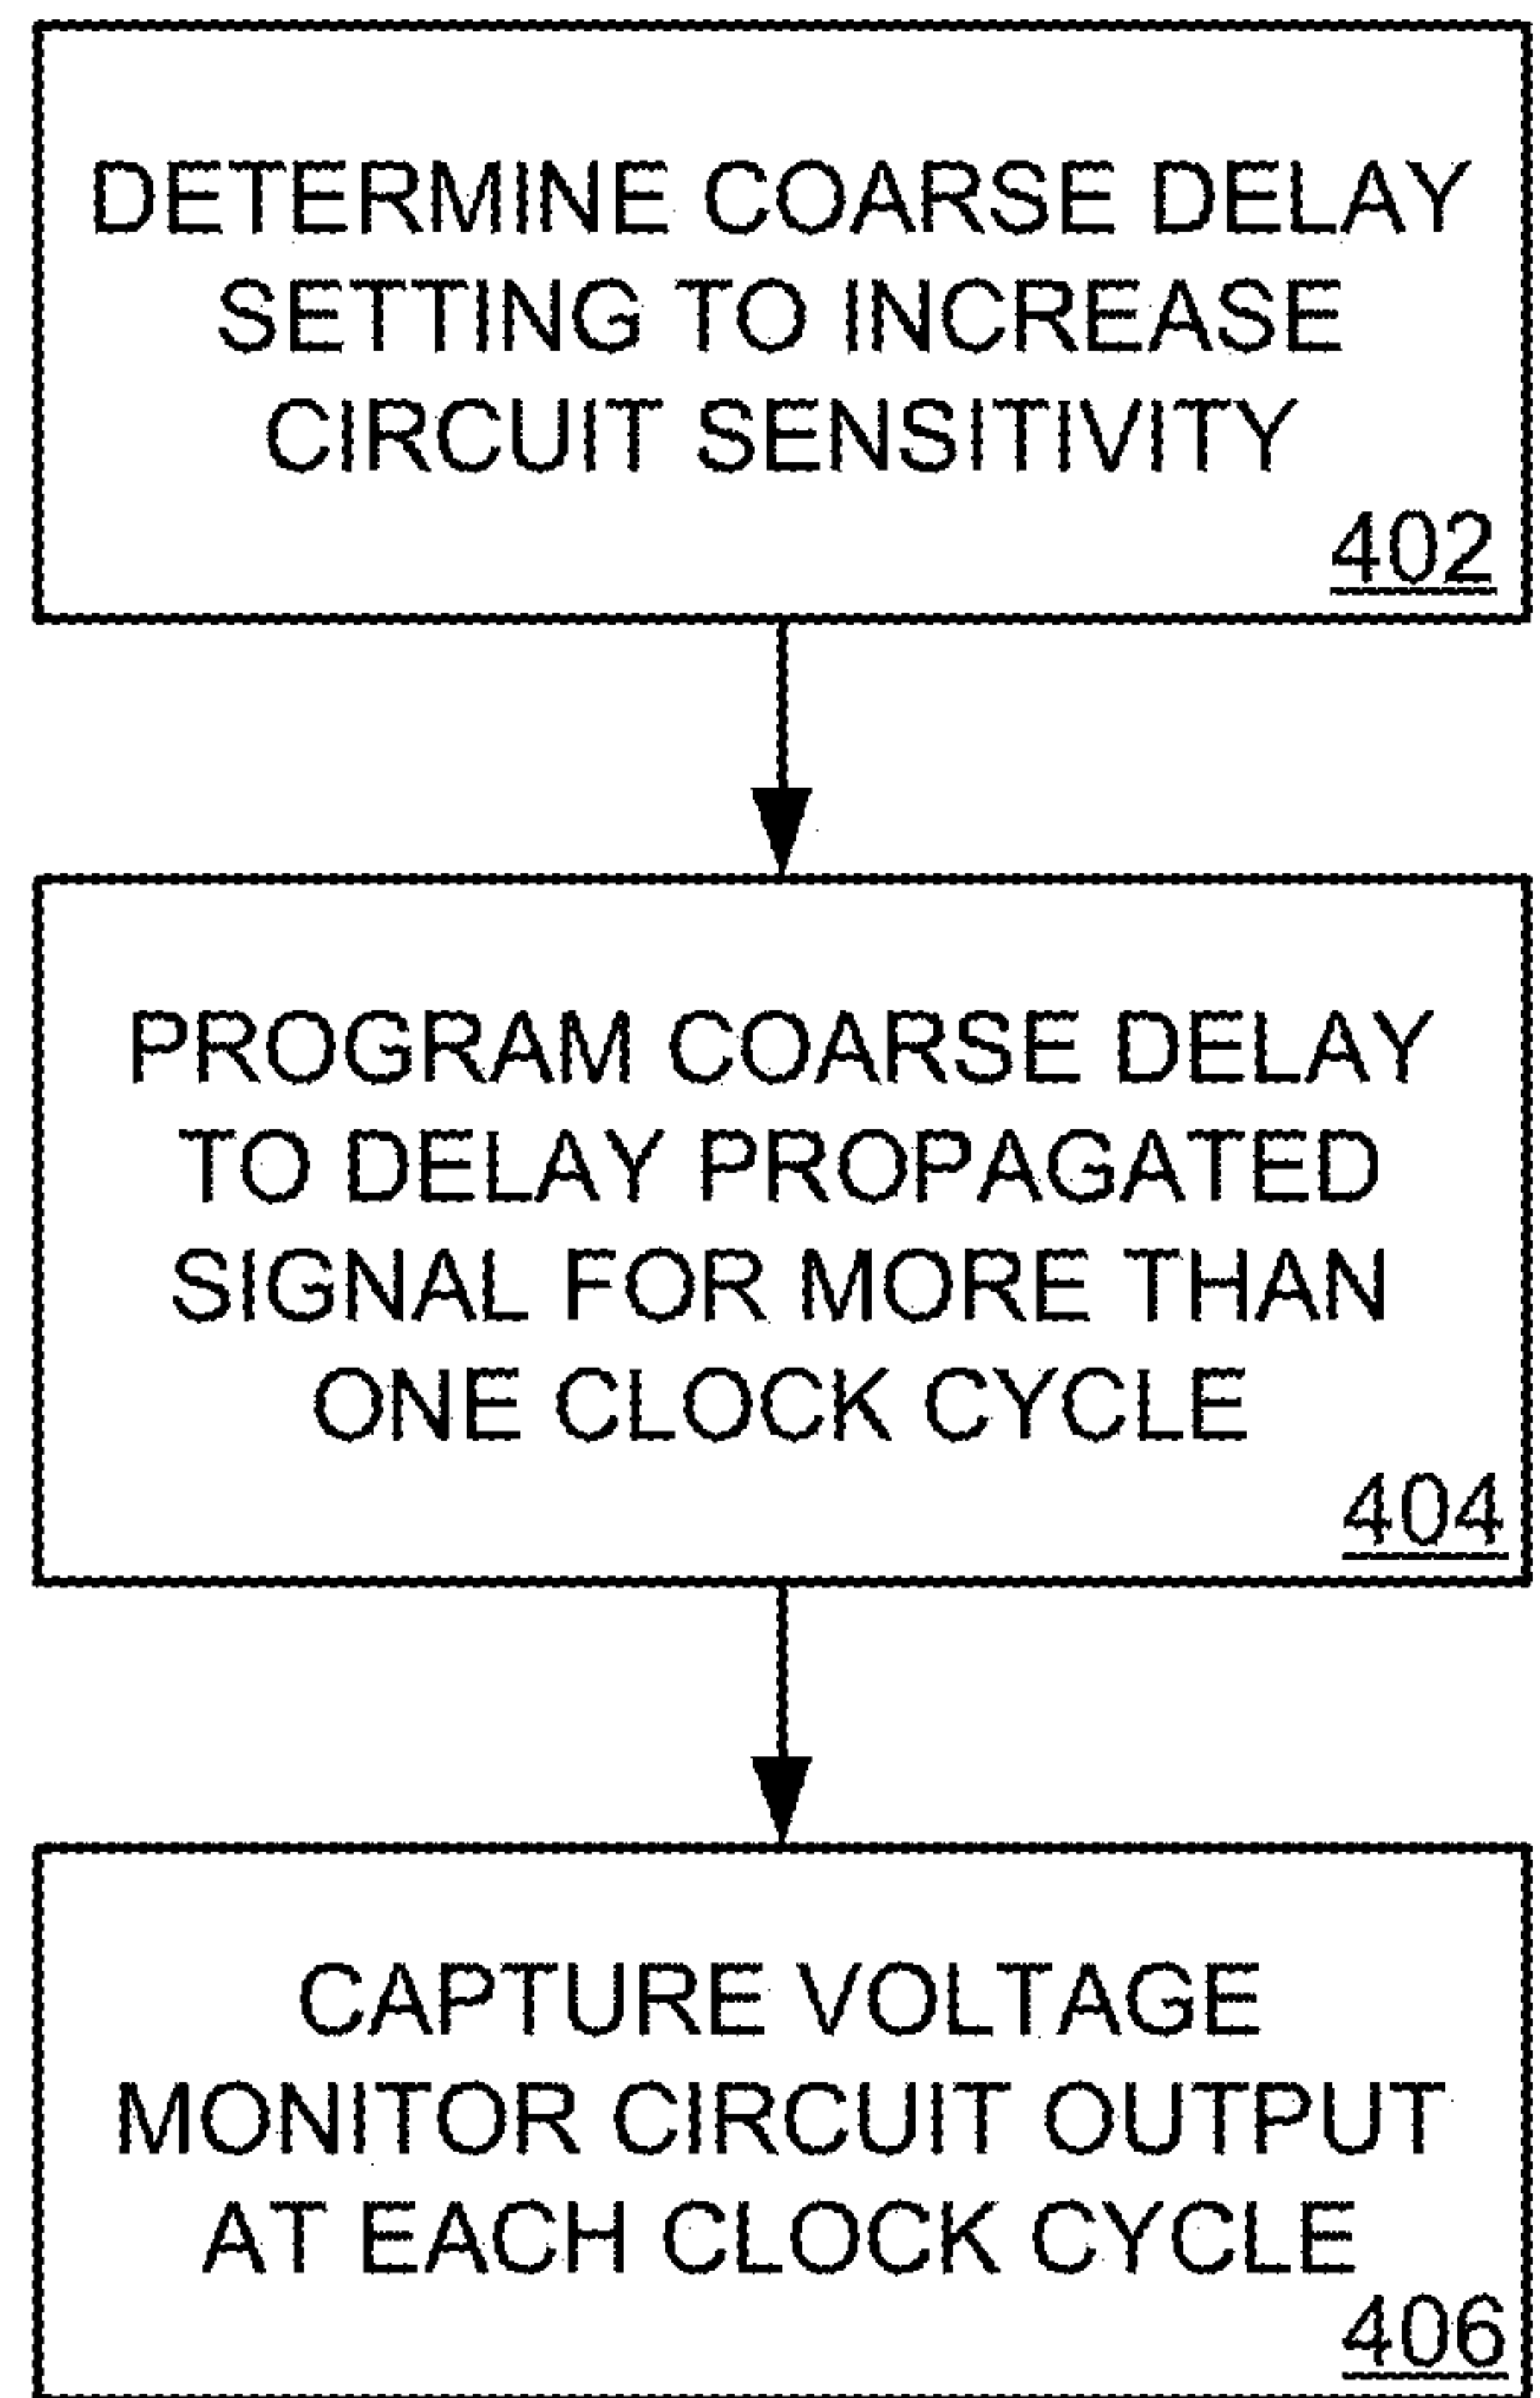 DETERMINE COARSE DELAY
SETTING TO INCREASE
CIRCUIT SENSITIVITY
402
PROGRAM COARSE DELAY
TO DELAY PROPAGATED
SIGNAL FOR MORE THAN
ONE CLOCK CYCLE
404
CAPTURE VOLTAGE
MONITOR CIRCUIT OUTPUT
AT EACH CLOCK CYCLE
406